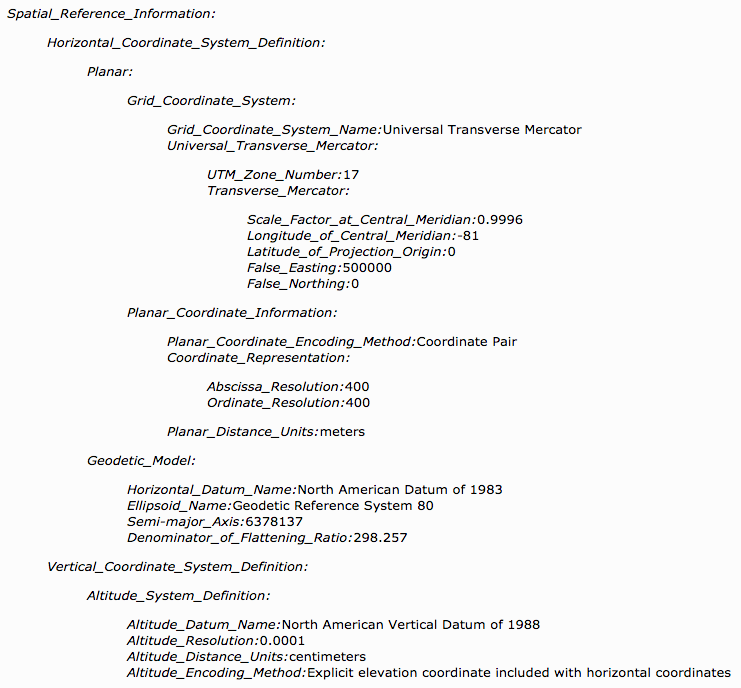 Spatial_Reference_Information:
Horizontal_Coordinate_System_Definition:
Planar:
Grid_Coordinate_System:
Grid_Coordinate_System_Name:Universal Transverse Mercator
Universal_Transverse_Mercator:
UTM_Zone_Number:17
Transverse_Mercator:
Scale_Factor_at_Central_Meridian:0.9996
Longitude_of_Central_Meridian:-81
Latitude_of_Projection_Origin:0
False_Easting:500000
False_Northing:0
Planar_Coordinate_Information:
Planar_Coordinate_Encoding_Method:Coordinate Pair
Coordinate_Representation:
Abscissa_Resolution:400
Ordinate_Resolution:400
Planar_Distance_Units:meters
Geodetic_Model:
Horizontal_Datum_Name:North American Datum of 1983
Ellipsoid_Name:Geodetic Reference System 80
Semi-major_Axis:6378137
Denominator_of_Flattening_Ratio:298.257
Vertical_Coordinate_System_Definition:
Altitude_System_Definition:
Altitude_Datum_Name:North American Vertical Datum of 1988
Altitude_Resolution:0.0001
Altitude_Distance_Units:centimeters
Altitude_Encoding_Method:Explicit elevation coordinate included with horizontal coordinates